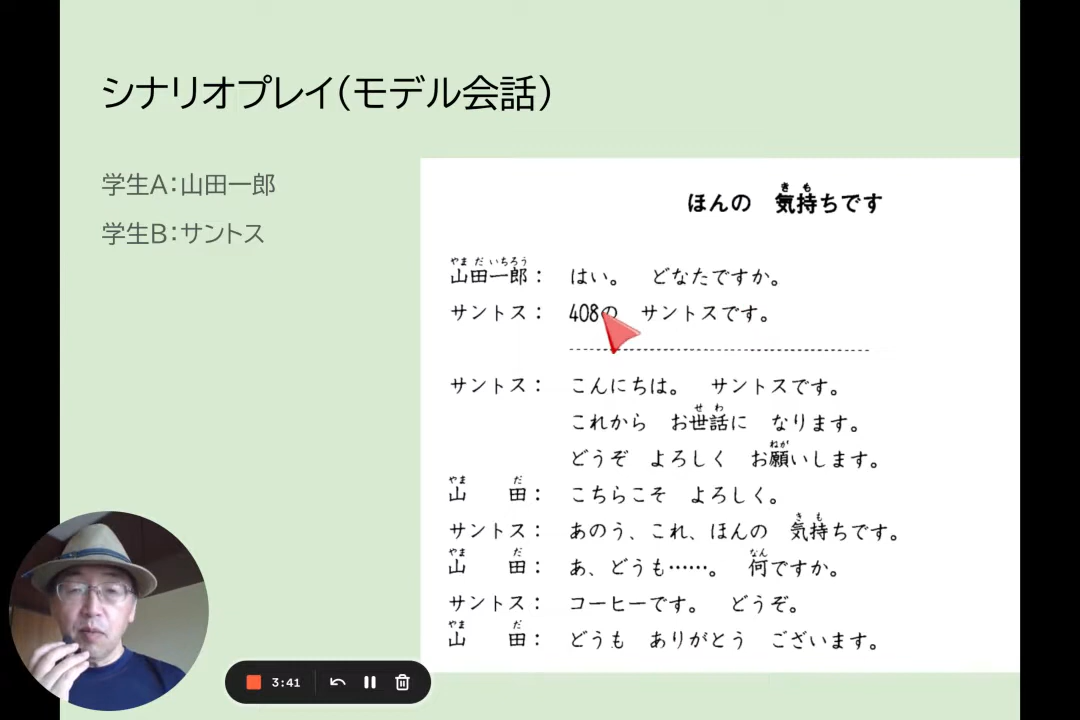 シナリオプレイ(モデル会話)
学生A:山田一郎
学生B:サントス
ほんの 気持ちです
山田一郎: はい。 どなたですか。
サントス: 408の サントスです。
サントス: こんにちは。 サントスです。
これから お世話に なります。
どうぞ よろしく お願いします。
山田: こちらこそ よろしく。
サントス: あのう、これ、ほんの 気持ちです。
山田: あ、どうも……。 何ですか。
サントス: コーヒーです。 どうぞ。
山田: どうも ありがとう ございます。
3:41